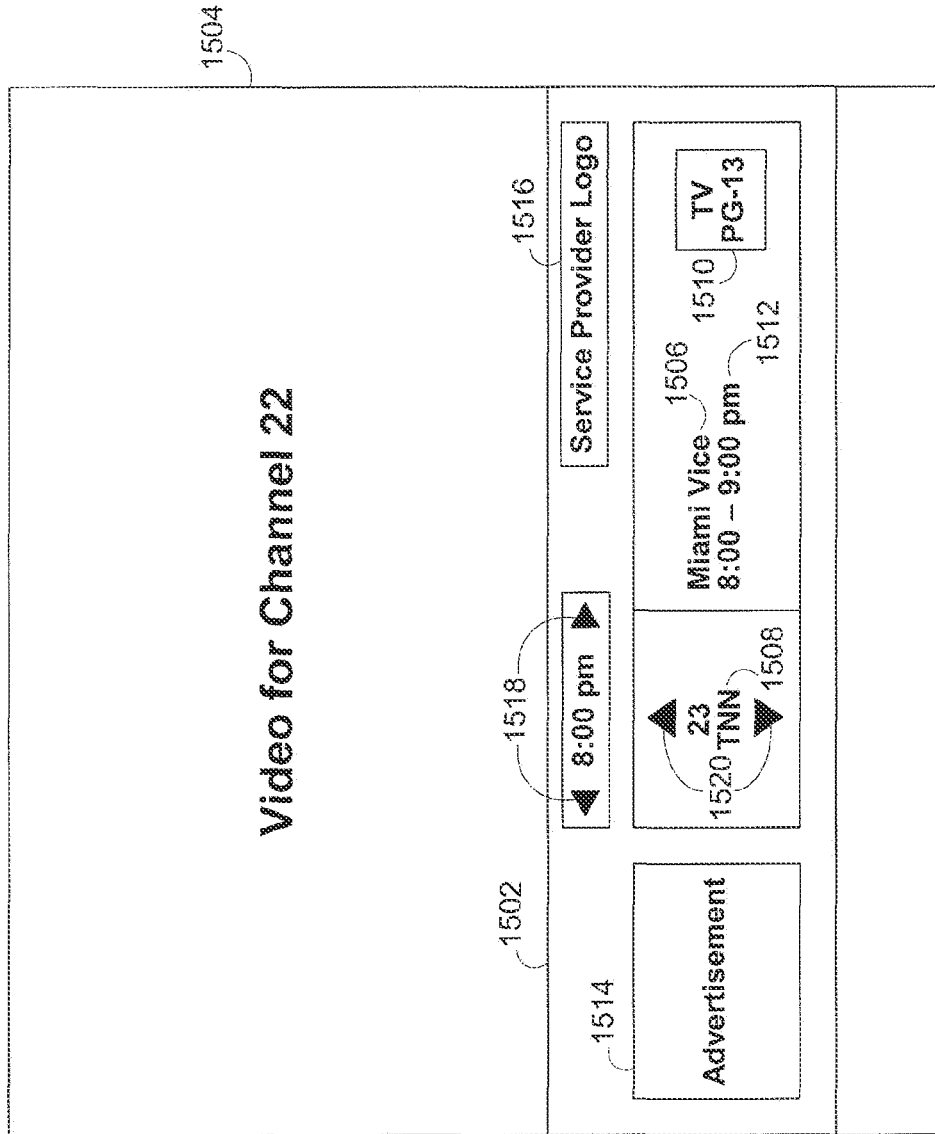 1504
Video for Channel 22
1502
1518
1516
8:00 pm
Service Provider Logo
1514
Advertisement
1520
23
TNN
1508
Miami Vice
1506
8:00 – 9:00 pm
1512
1510
TV
PG-13